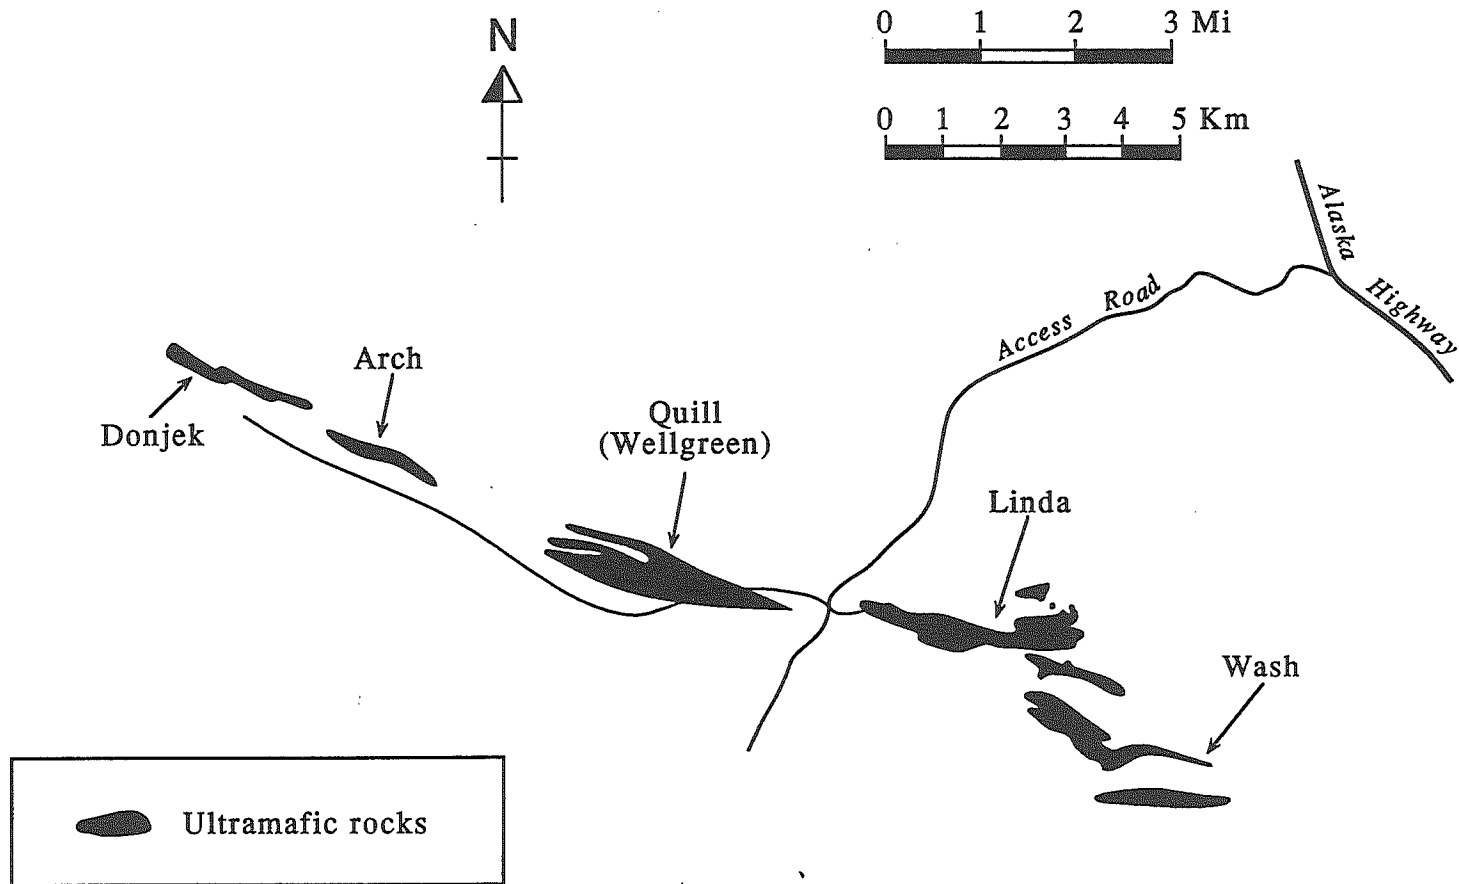 N
0 1 2 3 Mi
0 1 2 3 4 5 Km
Alaska
Highway
Access Road
Arch
Donjek
Quill
(Wellgreen)
Linda
Wash
Ultramafic rocks